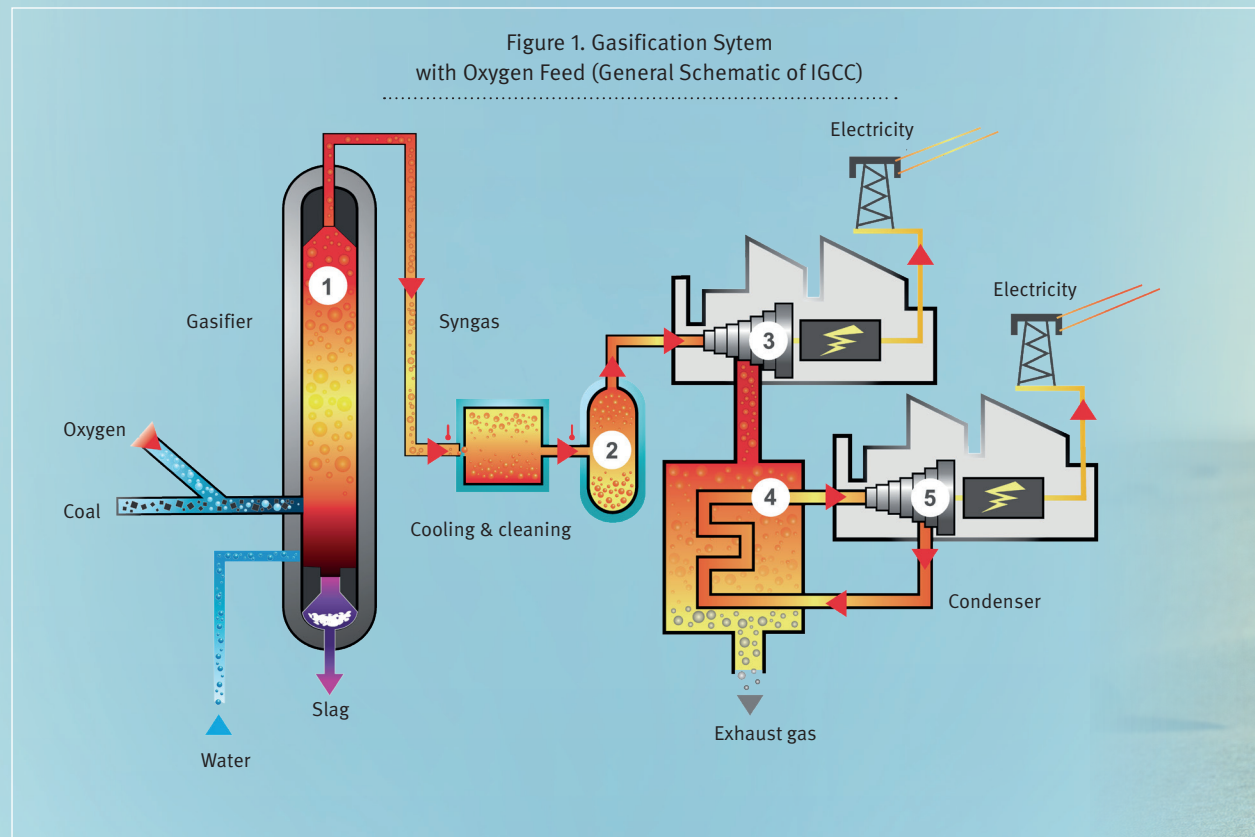 Figure 1. Gasification Sytem
with Oxygen Feed (General Schematic of IGCC)
Electricity
Electricity
1
Gasifier
Syngas
3
Oxygen
2
Coal
4
5
Cooling & cleaning
Condenser
Slag
Exhaust gas
Water